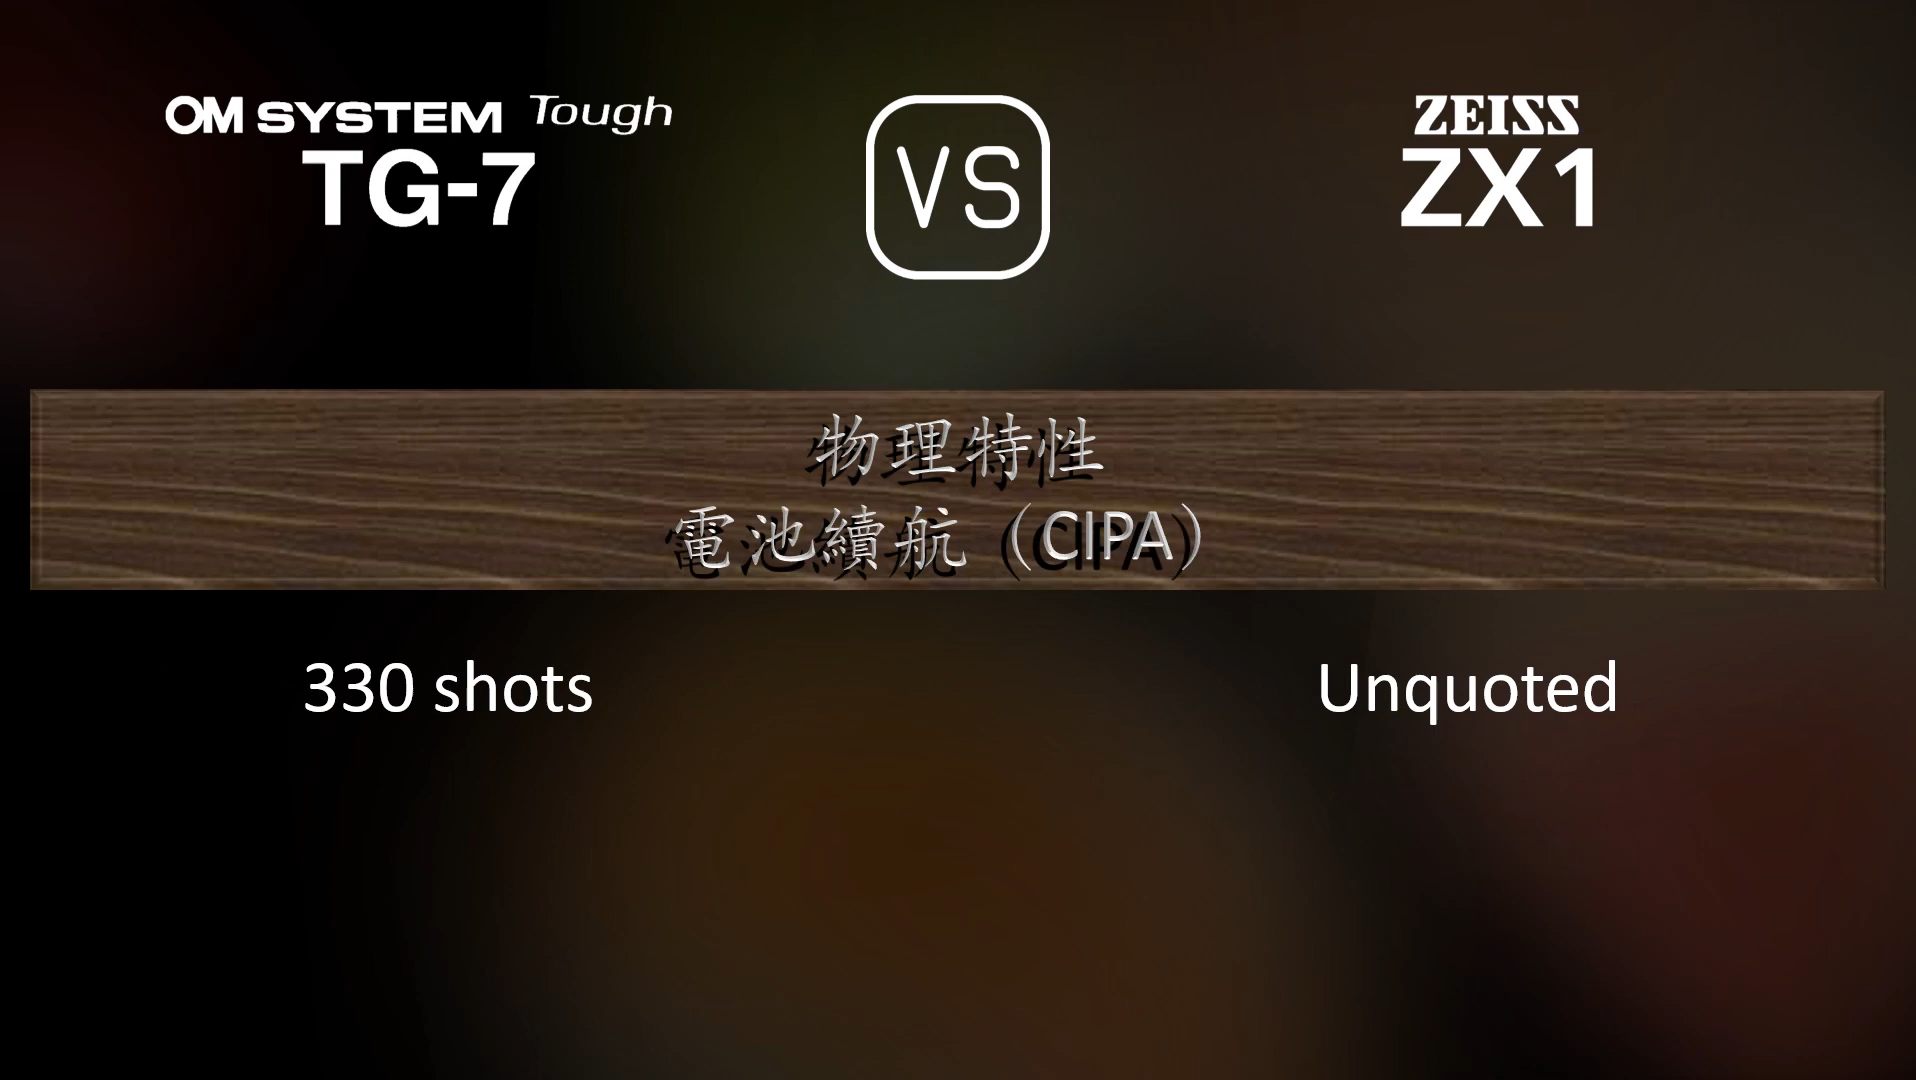 OM SYSTEM Tough
TG-7
VS
ZEISS
ZX1
物理特性
電池續航（CIPA）
330 shots
Unquoted